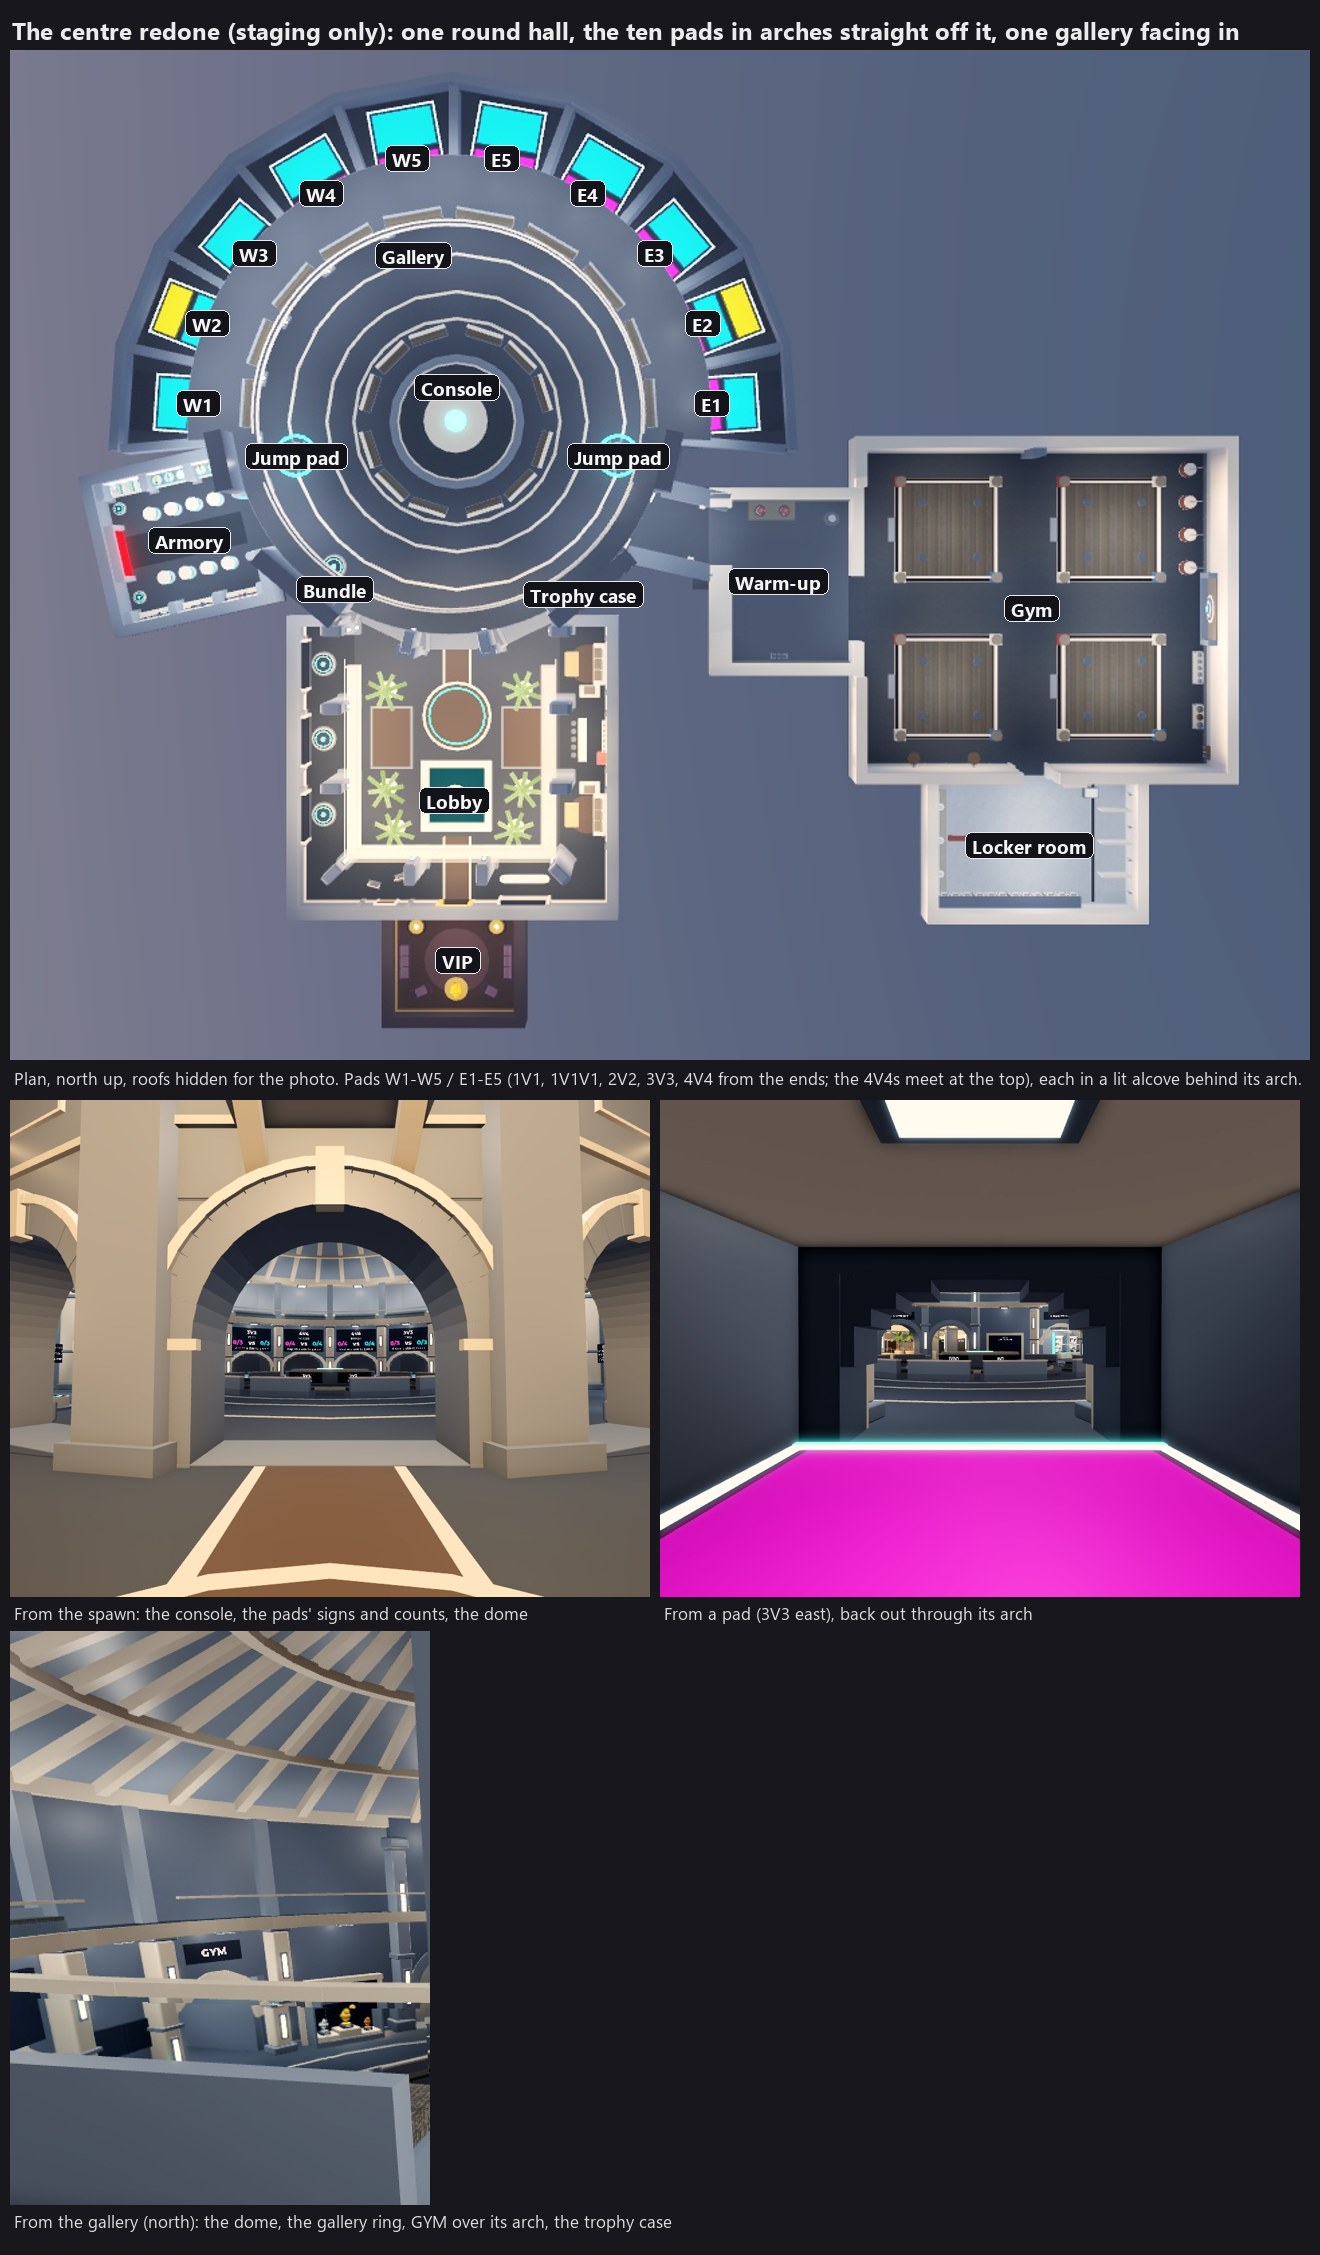 The centre redone (staging only): one round hall, the ten pads in arches straight off it, one gallery facing in
W5
E5
W4
E4
W3
Gallery
E3
W2
E2
Console
W1
E1
Jump pad
Jump pad
Armory
Bundle
Trophy case
Warm-up
Gym
Lobby
Locker room
VIP
Plan, north up, roofs hidden for the photo. Pads W1-W5 / E1-E5 (1V1, 1V1V1, 2V2, 3V3, 4V4 from the ends; the 4V4s meet at the top), each in a lit alcove behind its arch.
3V3
4V4
4V4
3V3
From the spawn: the console, the pads' signs and counts, the dome
From a pad (3V3 east), back out through its arch
GYM
From the gallery (north): the dome, the gallery ring, GYM over its arch, the trophy case